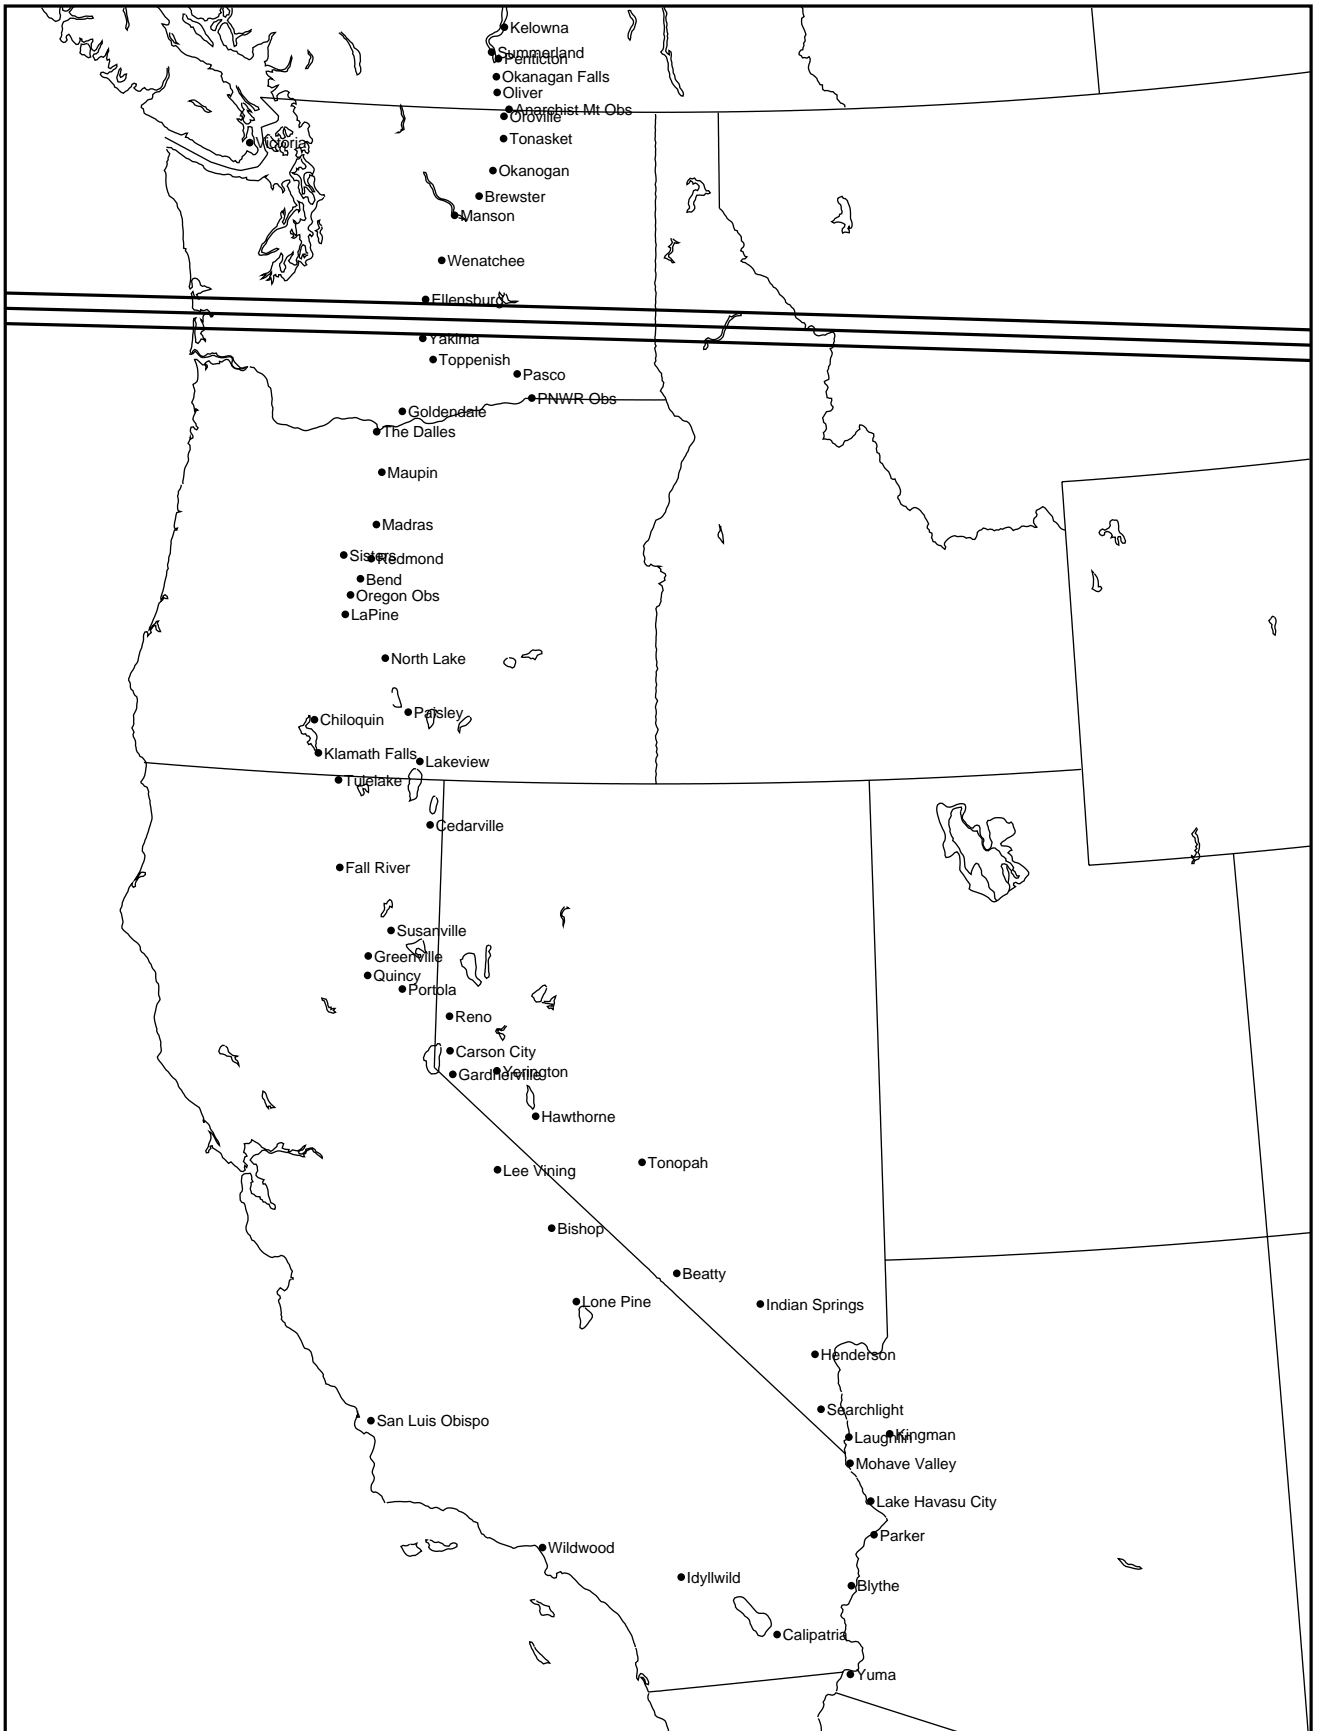 Kelowna
Summerland
Penticton
Okanagan Falls
Oliver
Anarchist Mt Obs
Oroville
Tonasket
Victoria
Okanogan
Brewster
Manson
Wenatchee
Ellensburg
Yakima
Toppenish
Pasco
PNWR Obs
Goldendale
The Dalles
Maupin
Madras
Sisters
Redmond
Bend
Oregon Obs
LaPine
North Lake
Paisley
Chiloquin
Klamath Falls
Lakeview
Tulelake
Cedarville
Fall River
Susanville
Greenville
Quincy
Portola
Reno
Carson City
Yerington
Gardnerville
Hawthorne
Tonopah
Lee Vining
Bishop
Beatty
Lone Pine
Indian Springs
Henderson
Searchlight
San Luis Obispo
Kingman
Laughlin
Mohave Valley
Lake Havasu City
Parker
Wildwood
Idyllwild
Blythe
Calipatria
Yuma